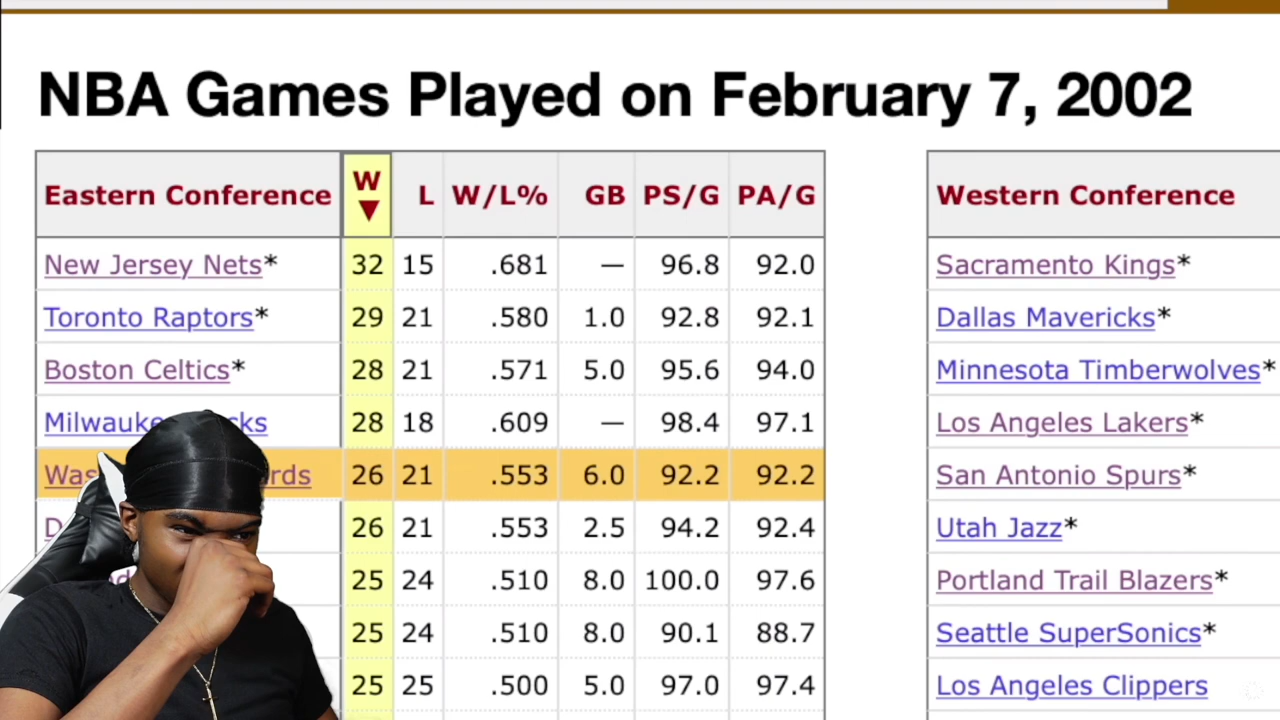 NBA Games Played on February 7, 2002
Eastern Conference W ▼ L W/L% GB PS/G PA/G
New Jersey Nets* 32 15 .681 — 96.8 92.0
Toronto Raptors* 29 21 .580 1.0 92.8 92.1
Boston Celtics* 28 21 .571 5.0 95.6 94.0
28 18 .609 — 98.4 97.1
26 21 .553 6.0 92.2 92.2
26 21 .553 2.5 94.2 92.4
25 24 .510 8.0 100.0 97.6
25 24 .510 8.0 90.1 88.7
25 25 .500 5.0 97.0 97.4
Western Conference
Sacramento Kings*
Dallas Mavericks*
Minnesota Timberwolves*
Los Angeles Lakers*
San Antonio Spurs*
Utah Jazz*
Portland Trail Blazers*
Seattle SuperSonics*
Los Angeles Clippers